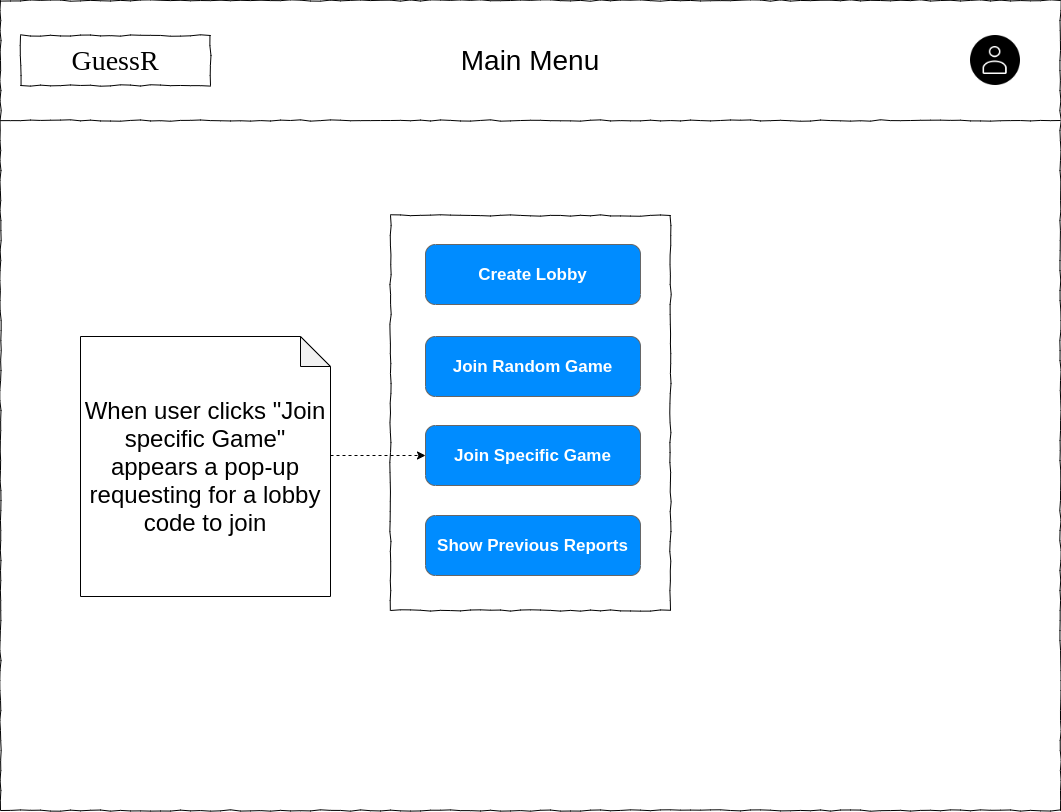 GuessR
Main Menu
Create Lobby
Join Random Game
When user clicks "Join
specific Game"
appears a pop-up
requesting for a lobby
code to join
Join Specific Game
Show Previous Reports